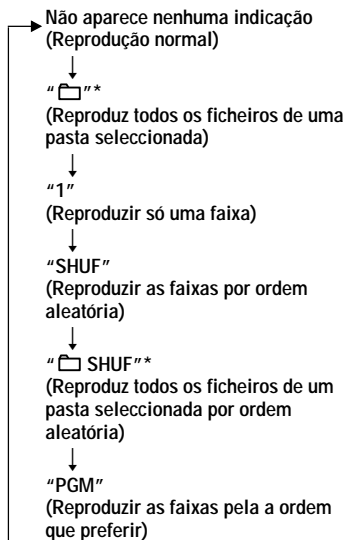 Não aparece nenhuma indicação
(Reprodução normal)
“ ”*
(Reproduz todos os ficheiros de uma
pasta seleccionada)
“1”
(Reproduzir só uma faixa)
“SHUF”
(Reproduzir as faixas por ordem
aleatória)
“ SHUF”*
(Reproduz todos os ficheiros de um
pasta seleccionada por ordem
aleatória)
“PGM”
(Reproduzir as faixas pela a ordem
que preferir)